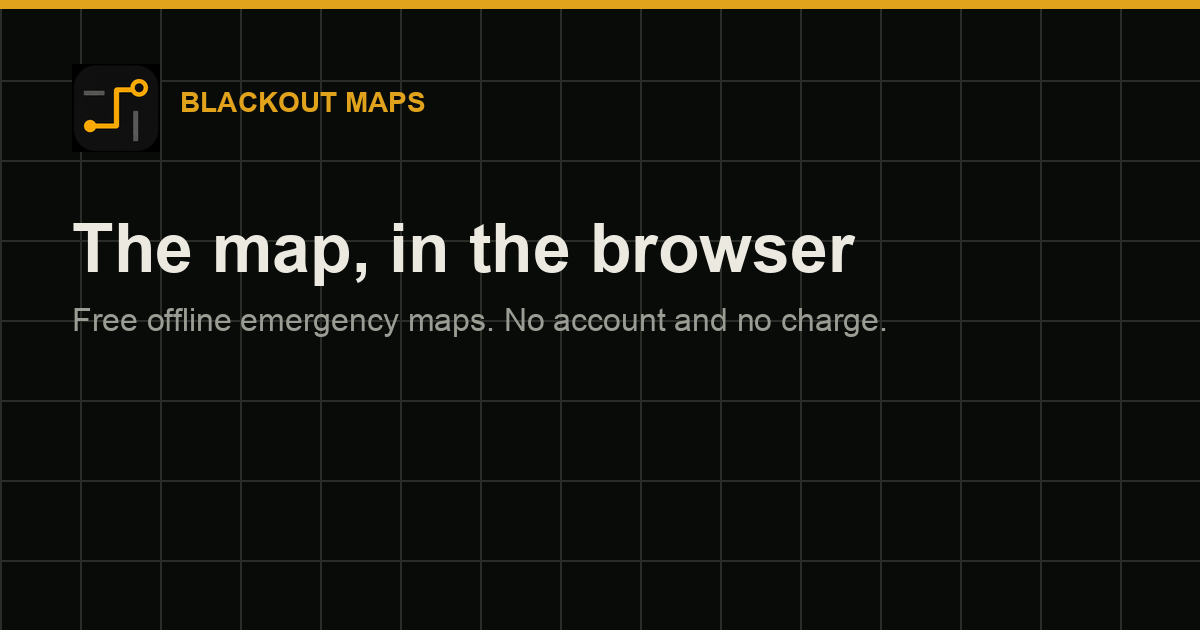 BLACKOUT MAPS
The map, in the browser
Free offline emergency maps. No account and no charge.